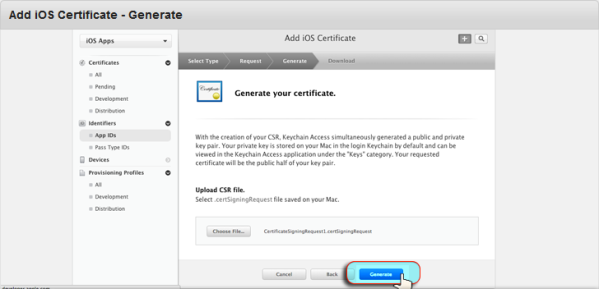 Add iOS Certificate - Generate
iOS Apps
Add iOS Certificate
Select Type
Request
Generate
Download
Certificates
All
Pending
Development
Distribution
Identifiers
App IDs
Pass Type IDs
Devices
Provisioning Profiles
All
Development
Distribution
Certificate
Generate your certificate.
With the creation of your CSR, Keychain Access simultaneously generated a public and private
key pair. Your private key is stored on your Mac in the login Keychain by default and can be
viewed in the Keychain Access application under the "Keys" category. Your requested
certificate will be the public half of your key pair.
Upload CSR file.
Select .certSigningRequest file saved on your Mac.
Choose File...
CertificateSigningRequest1.certSigningRequest
Cancel
Back
Generate